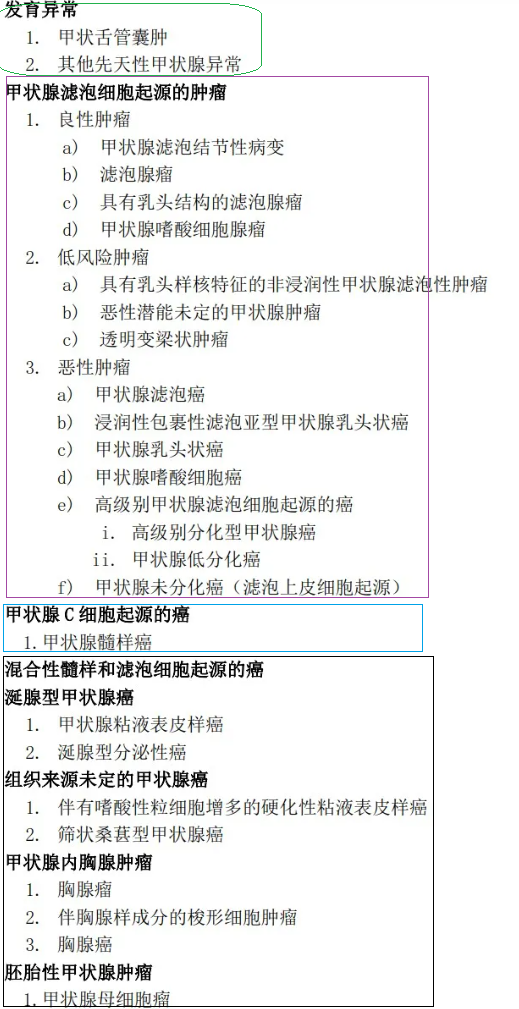 发育异常
1. 甲状舌管囊肿
2. 其他先天性甲状腺异常
甲状腺滤泡细胞起源的肿瘤
1. 良性肿瘤
a) 甲状腺滤泡结节性病变
b) 滤泡腺瘤
c) 具有乳头结构的滤泡腺瘤
d) 甲状腺嗜酸细胞腺瘤
2. 低风险肿瘤
a) 具有乳头样核特征的非浸润性甲状腺滤泡性肿瘤
b) 恶性潜能未定的甲状腺肿瘤
c) 透明变梁状肿瘤
3. 恶性肿瘤
a) 甲状腺滤泡癌
b) 浸润性包裹性滤泡亚型甲状腺乳头状癌
c) 甲状腺乳头状癌
d) 甲状腺嗜酸细胞癌
e) 高级别甲状腺滤泡细胞起源的癌
i. 高级别分化型甲状腺癌
ii. 甲状腺低分化癌
f) 甲状腺未分化癌（滤泡上皮细胞起源）
甲状腺 C 细胞起源的癌
1.甲状腺髓样癌
混合性髓样和滤泡细胞起源的癌
涎腺型甲状腺癌
1. 甲状腺粘液表皮样癌
2. 涎腺型分泌性癌
组织来源未定的甲状腺癌
1. 伴有嗜酸性粒细胞增多的硬化性粘液表皮样癌
2. 筛状桑葚型甲状腺癌
甲状腺内胸腺肿瘤
1. 胸腺瘤
2. 伴胸腺样成分的梭形细胞肿瘤
3. 胸腺癌
胚胎性甲状腺肿瘤
1.甲状腺母细胞瘤